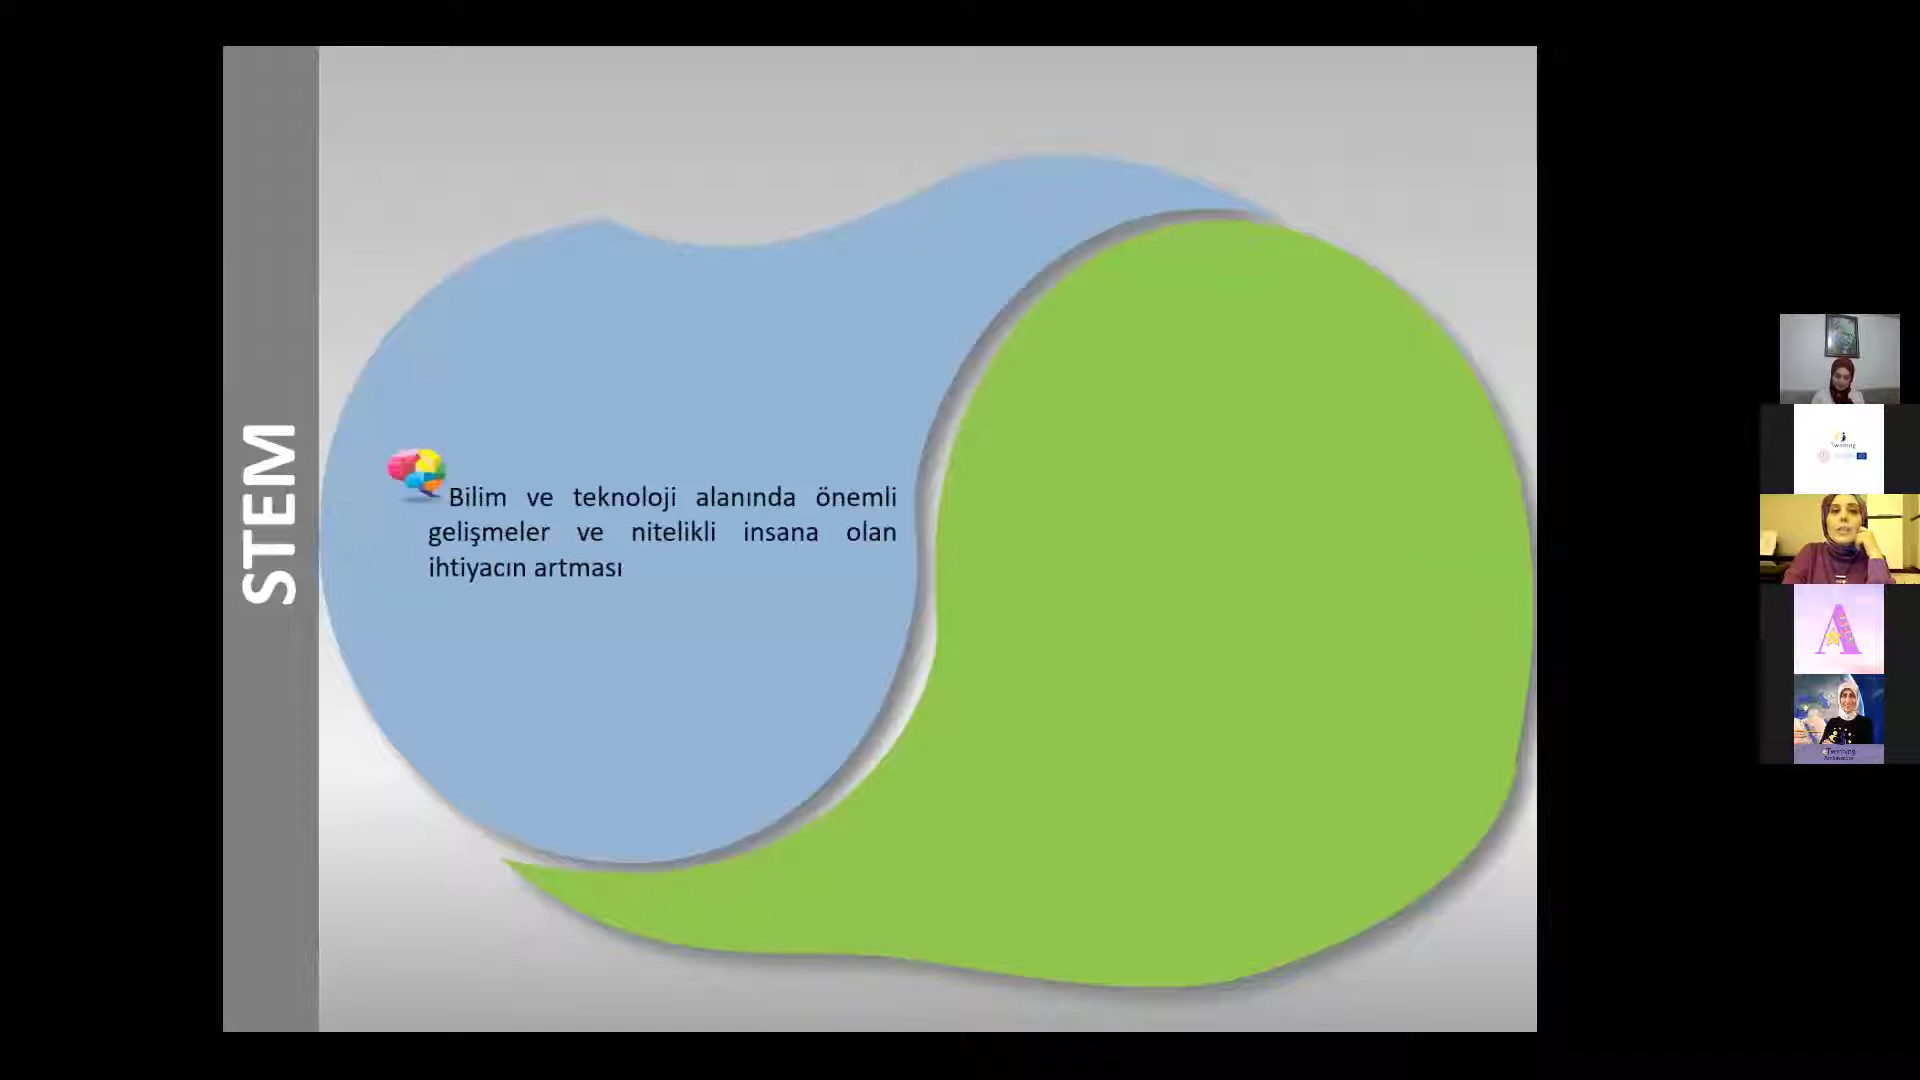 STEM
Bilim ve teknoloji alanında önemli
gelişmeler ve nitelikli insana olan
ihtiyacın artması
A